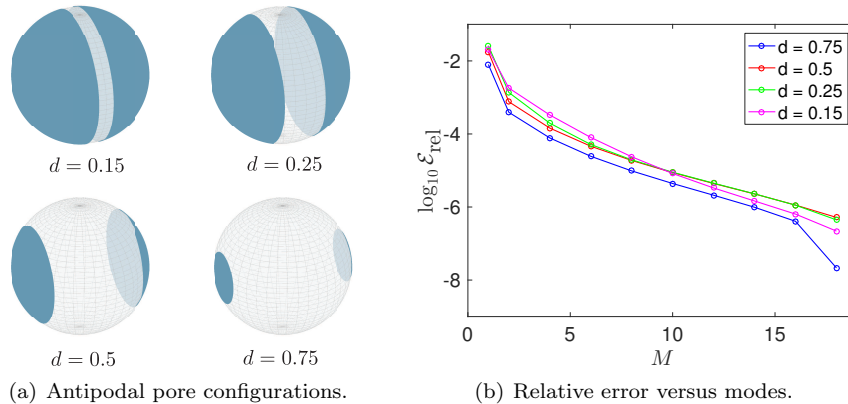 d = 0.15
d = 0.25
d = 0.5
d = 0.75
(a) Antipodal pore configurations.
-2
-4
-6
-8
log₁₀ ℰrel
0
5
10
15
M
d = 0.75
d = 0.5
d = 0.25
d = 0.15
(b) Relative error versus modes.